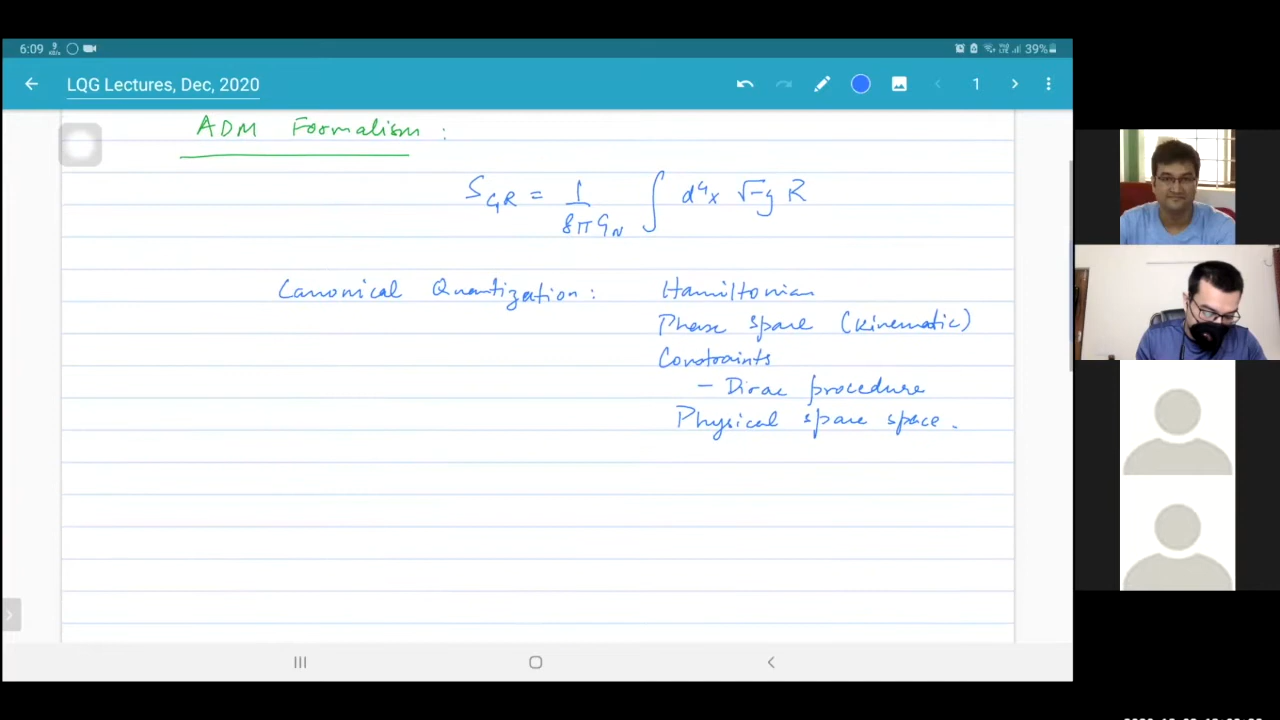 6:09 39%
LQG Lectures, Dec, 2020 1
ADM Formalism :
S_GR = 1/8πG_N ∫ d⁴x √-g R
Canonical Quantization : Hamiltonian
Phase space (kinematic)
Constraints
- Dirac procedure
Physical spare space .